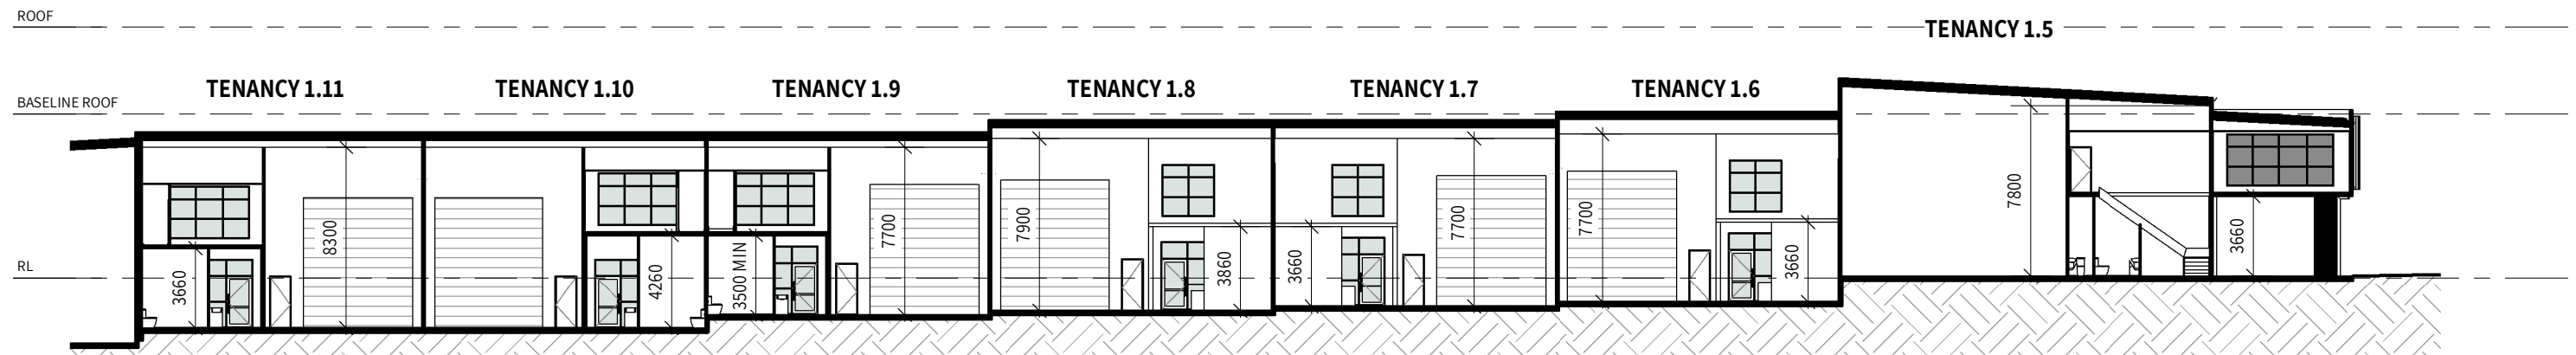 ROOF
TENANCY 1.5
TENANCY 1.11
TENANCY 1.10
TENANCY 1.9
TENANCY 1.8
TENANCY 1.7
TENANCY 1.6
BASELINE ROOF
RL
3660
8300
4260
3500 MIN
7700
7900
3860
3660
7700
7700
3660
7800
3660